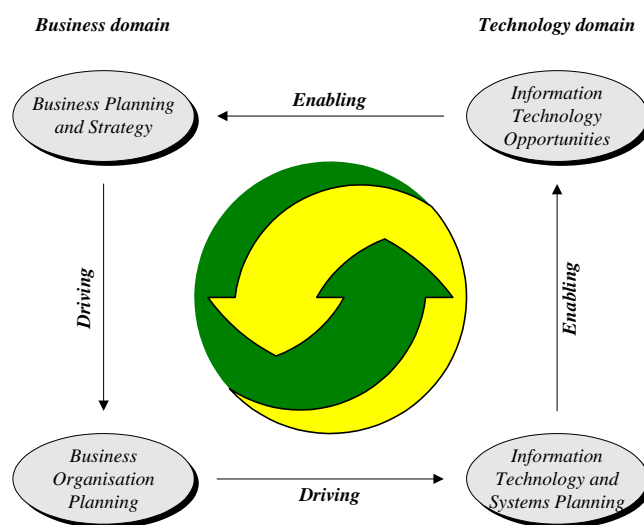 Business domain
Technology domain
Business Planning
and Strategy
Enabling
Information
Technology
Opportunities
Driving
Enabling
Business
Organisation
Planning
Driving
Information
Technology and
Systems Planning